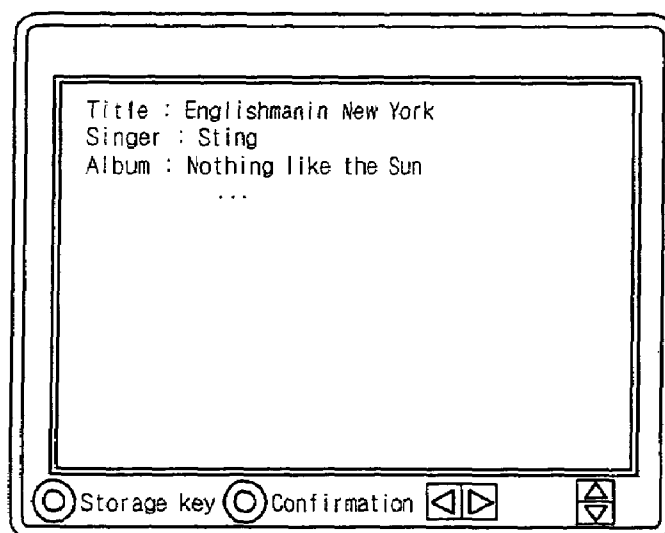 Title : Englishmanin New York
Singer : Sting
Album : Nothing like the Sun
...
Storage key Confirmation